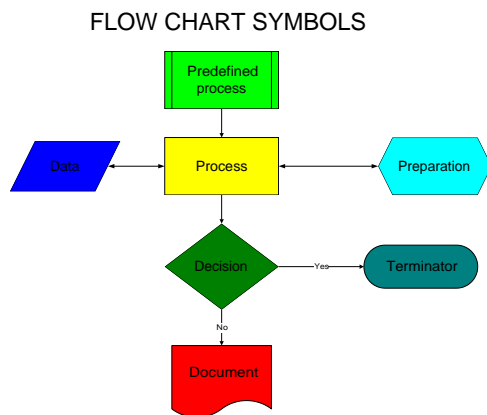 FLOW CHART SYMBOLS
Predefined
process
Data
Process
Preparation
Decision
Yes
Terminator
No
Document